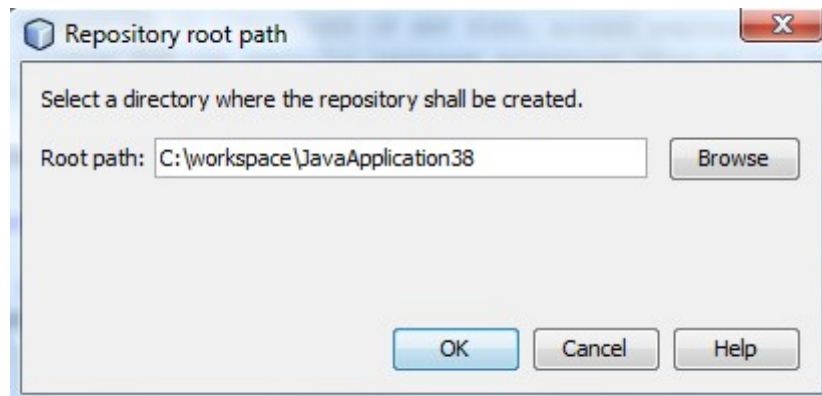 Repository root path
Select a directory where the repository shall be created.
Root path: C:\workspace\JavaApplication38 Browse
OK Cancel Help